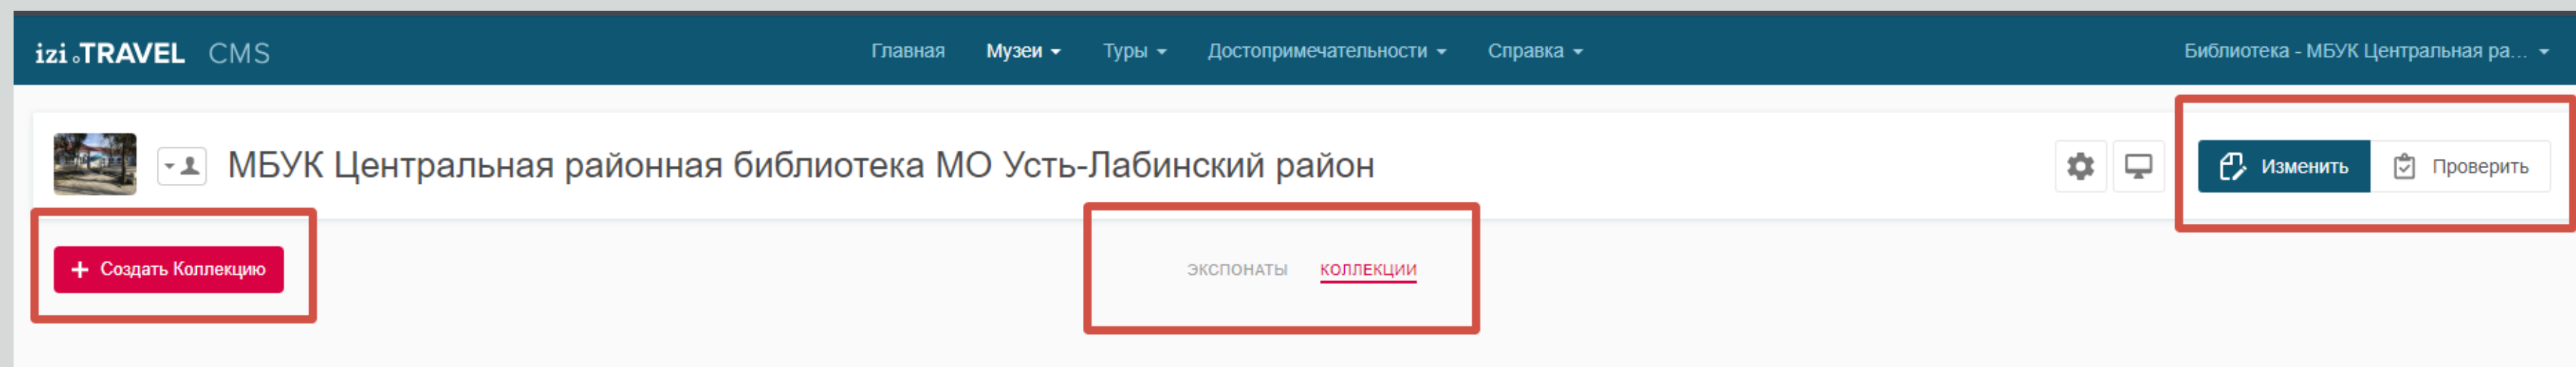 izi.TRAVEL CMS Главная Музеи Туры Достопримечательности Справка Библиотека - МБУК Центральная ра...
МБУК Центральная районная библиотека МО Усть-Лабинский район Изменить Проверить
+ Создать Коллекцию ЭКСПОНАТЫ КОЛЛЕКЦИИ